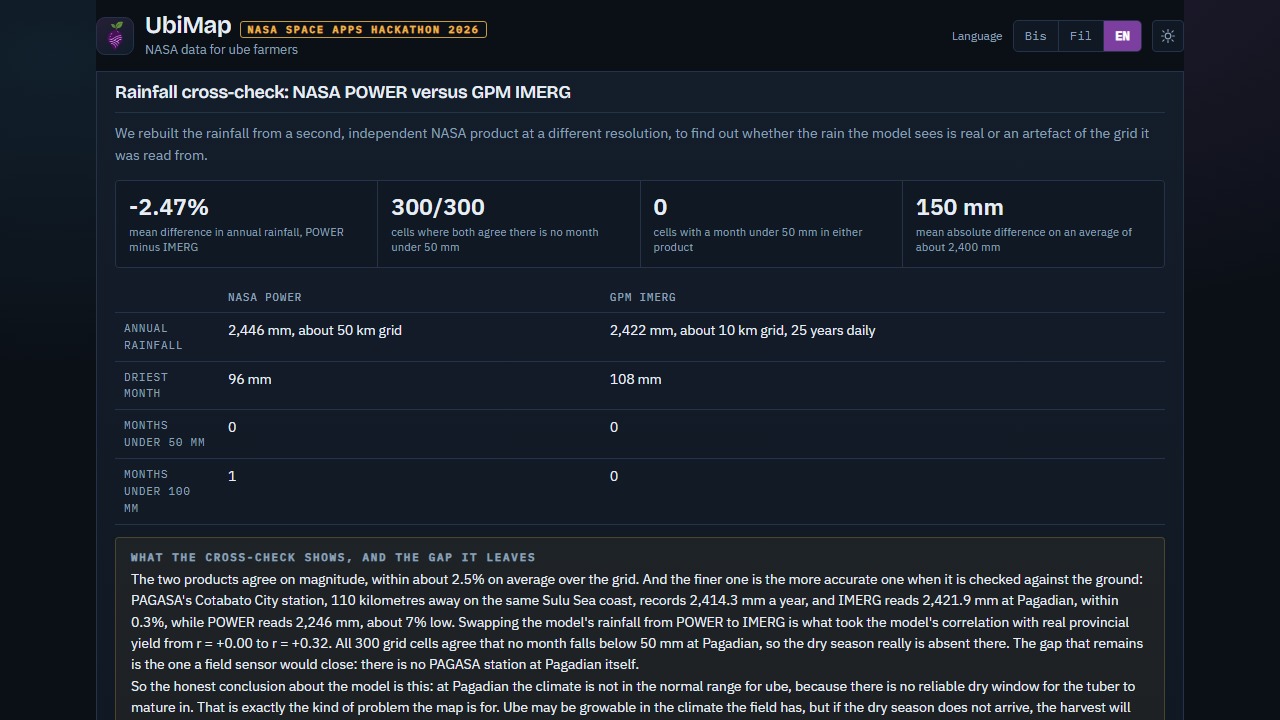 UbiMap NASA SPACE APPS HACKATHON 2026
NASA data for ube farmers
Language Bis Fil EN
Rainfall cross-check: NASA POWER versus GPM IMERG
We rebuilt the rainfall from a second, independent NASA product at a different resolution, to find out whether the rain the model sees is real or an artefact of the grid it
was read from.
-2.47%
mean difference in annual rainfall, POWER
minus IMERG
300/300
cells where both agree there is no month
under 50 mm
0
cells with a month under 50 mm in either
product
150 mm
mean absolute difference on an average of
about 2,400 mm
NASA POWER GPM IMERG
ANNUAL
RAINFALL
2,446 mm, about 50 km grid 2,422 mm, about 10 km grid, 25 years daily
DRIEST
MONTH
96 mm 108 mm
MONTHS
UNDER 50 MM
0 0
MONTHS
UNDER 100
MM
1 0
WHAT THE CROSS-CHECK SHOWS, AND THE GAP IT LEAVES
The two products agree on magnitude, within about 2.5% on average over the grid. And the finer one is the more accurate one when it is checked against the ground:
PAGASA's Cotabato City station, 110 kilometres away on the same Sulu Sea coast, records 2,414.3 mm a year, and IMERG reads 2,421.9 mm at Pagadian, within
0.3%, while POWER reads 2,246 mm, about 7% low. Swapping the model's rainfall from POWER to IMERG is what took the model's correlation with real provincial
yield from r = +0.00 to r = +0.32. All 300 grid cells agree that no month falls below 50 mm at Pagadian, so the dry season really is absent there. The gap that remains
is the one a field sensor would close: there is no PAGASA station at Pagadian itself.
So the honest conclusion about the model is this: at Pagadian the climate is not in the normal range for ube, because there is no reliable dry window for the tuber to
mature in. That is exactly the kind of problem the map is for. Ube may be growable in the climate the field has, but if the dry season does not arrive, the harvest will